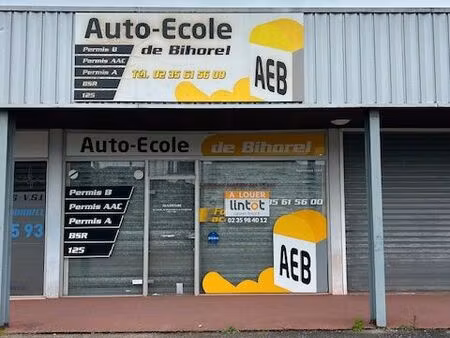 Auto-Ecole
de Bihorel
Permis B
Permis AAC
Permis A
BSR
125
Tél. 02 35 61 56 00
AEB
Auto-Ecole de Bihorel
Permis B
Permis AAC
Permis A
BSR
125
A LOUER
lintot
02 35 98 40 12
35 61 56 00
AEB
5 93